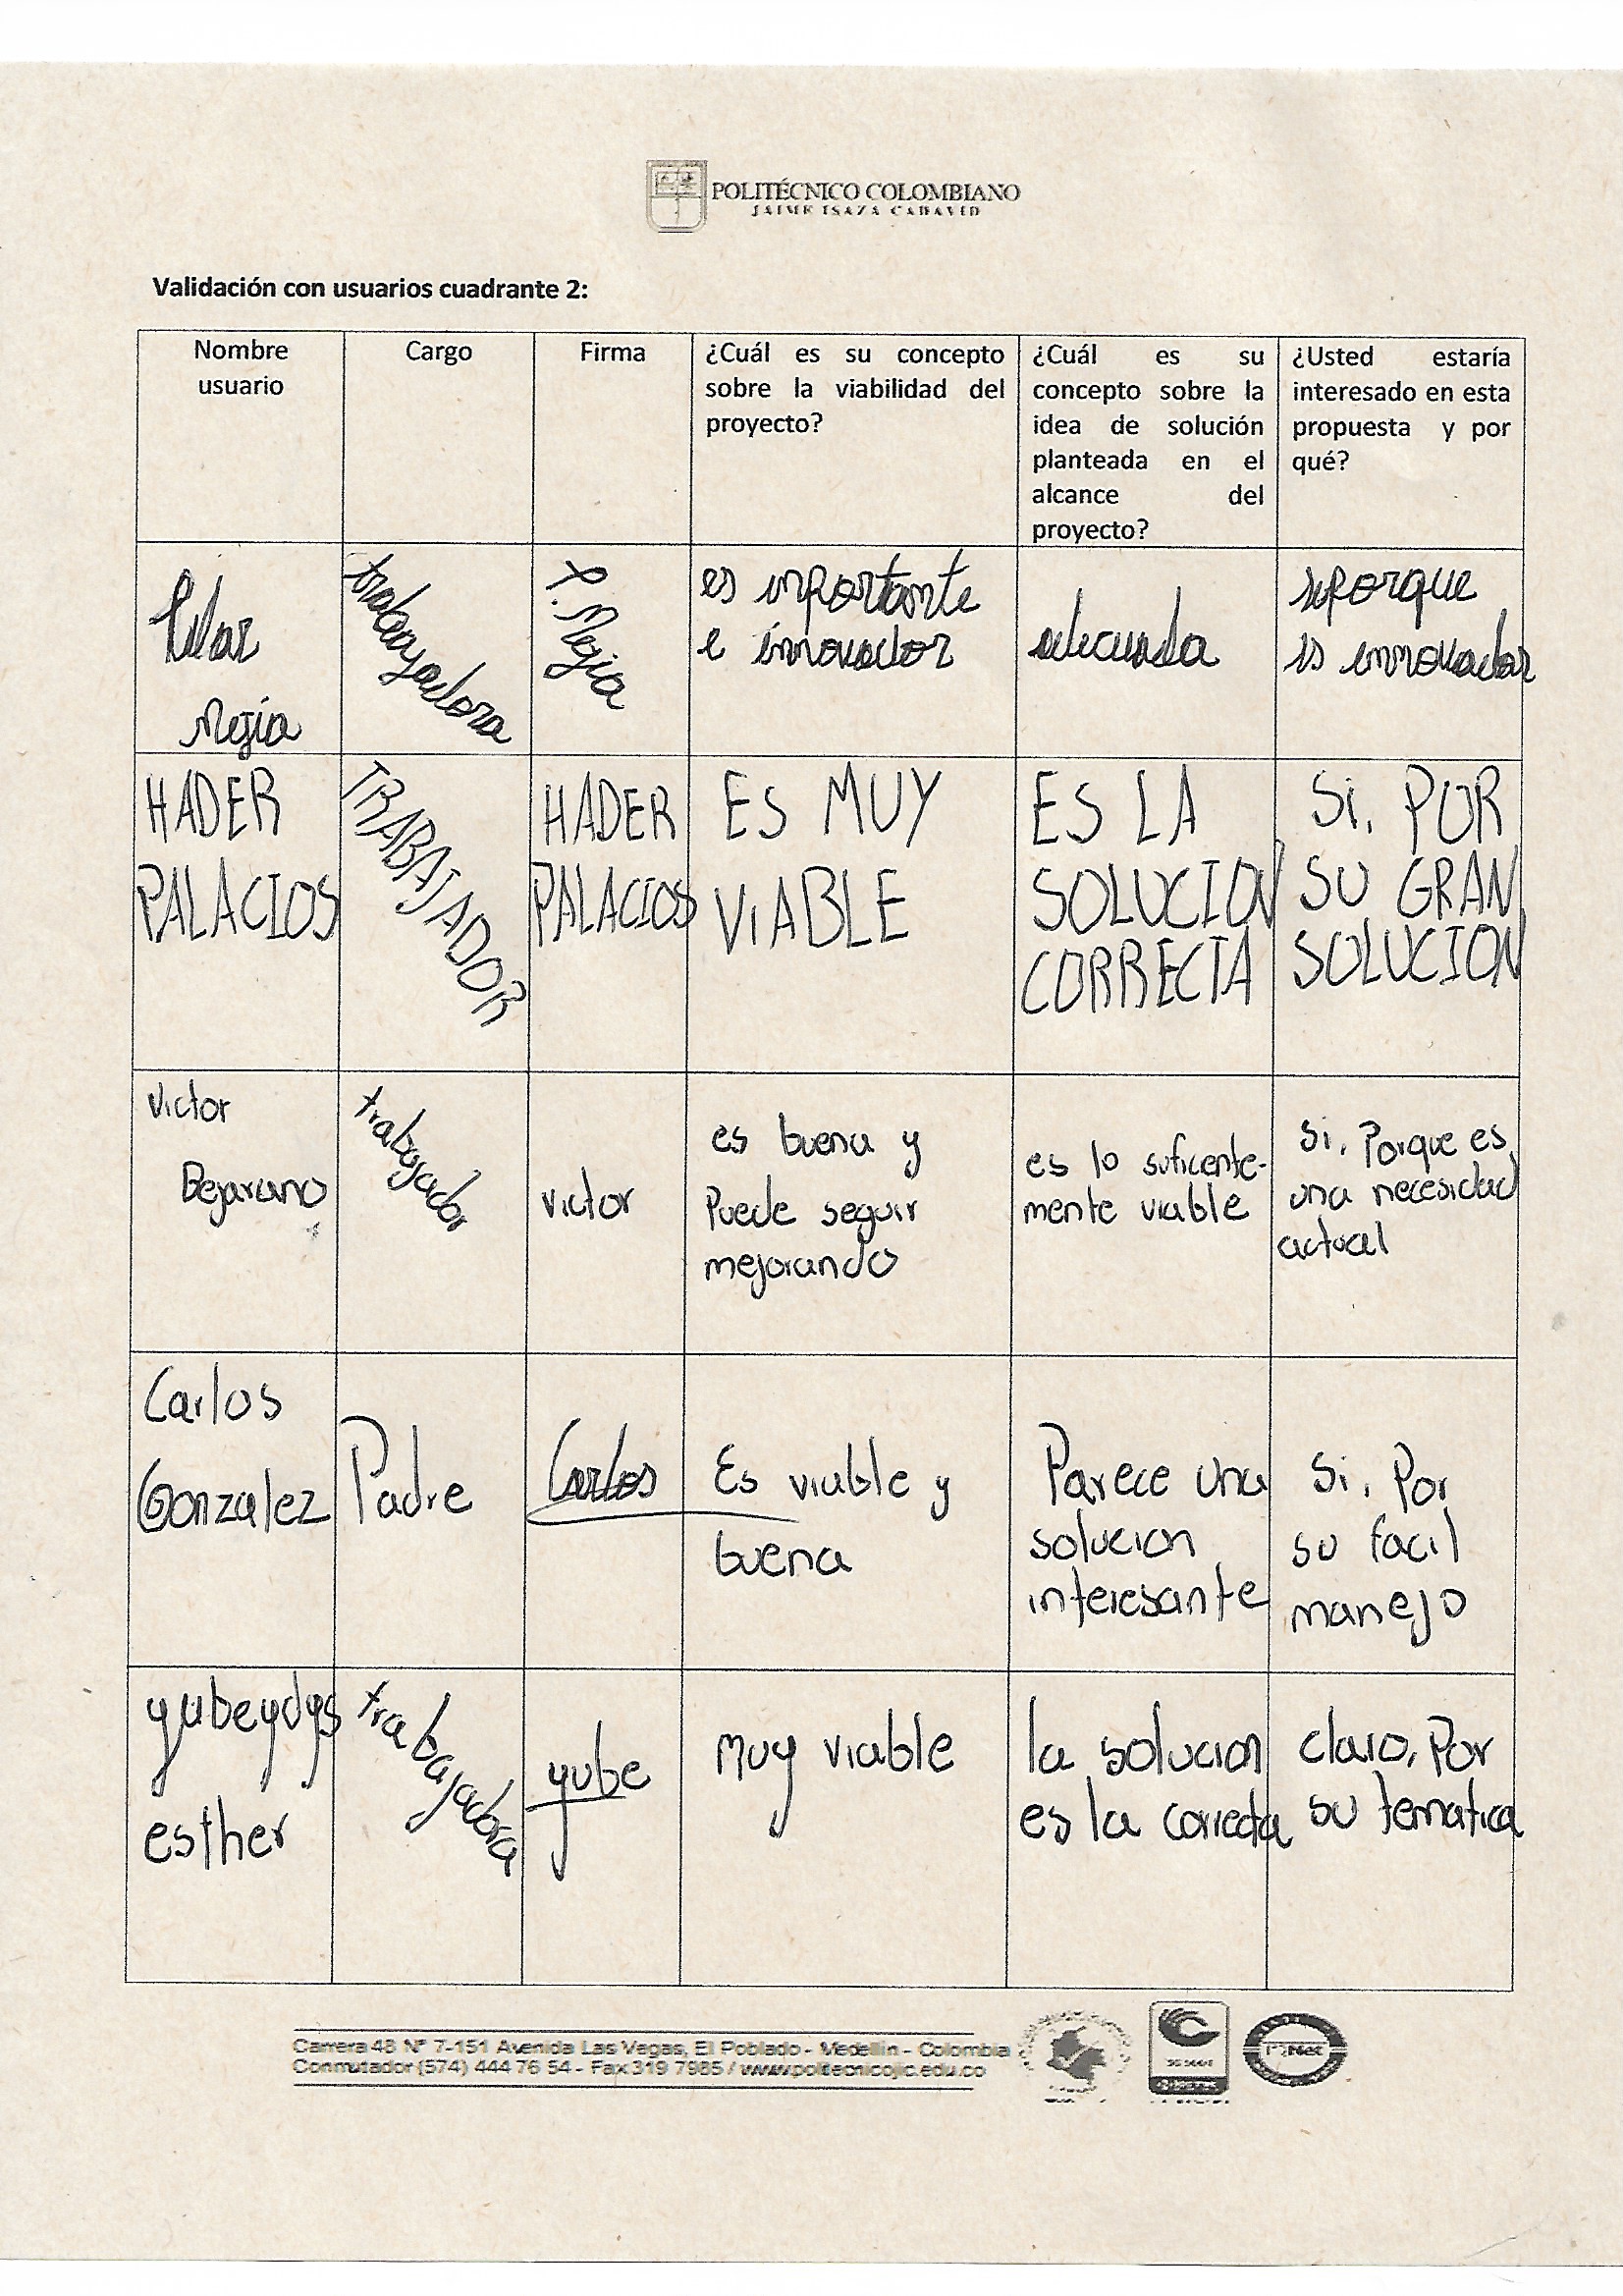 POLITÉCNICO COLOMBIANO
JAIME ISAZA CADAVID
Validación con usuarios cuadrante 2:
Nombre
usuario
Cargo
Firma
¿Cuál es su concepto
sobre la viabilidad del
proyecto?
¿Cuál es su
concepto sobre la
idea de solución
planteada en el
alcance del
proyecto?
¿Usted estaría
interesado en esta
propuesta y por
qué?
Pilar
Mejia
trabajadora
P. Mejia
es inportante
e innovador
adecuada
si porque
es innovador
HADER
PALACIOS
TRABAJADOR
HADER
PALACIOS
ES MUY
VIABLE
ES LA
SOLUCION
CORRECTA
Si, POR
SU GRAN
SOLUCION
Victor
Bejarano
trabajador
victor
es buena y
Puede seguir
mejorando
es lo suficente-
mente viable
Si, Porque es
una necesidad
actual
Carlos
Gonzalez
Padre
Carlos
Es viable y
buena
Parece una
solucion
interesante
Si, Por
su facil
manejo
yubeydys
esther
trabajadora
yube
Muy viable
la solucion
es la correcta
claro, Por
su tematica
Carrera 48 N° 7-151 Avenida Las Vegas, El Poblado - Medellín - Colombia
Conmutador (574) 444 76 54 - Fax 319 7985 / www.politecnicojic.edu.co
IQNet